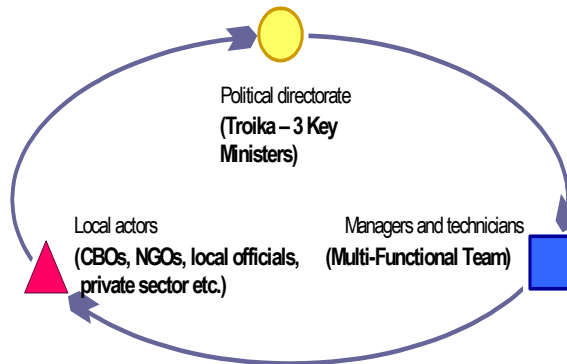 Political directorate
(Troika – 3 Key
Ministers)
Local actors
(CBOs, NGOs, local officials,
private sector etc.)
Managers and technicians
(Multi-Functional Team)